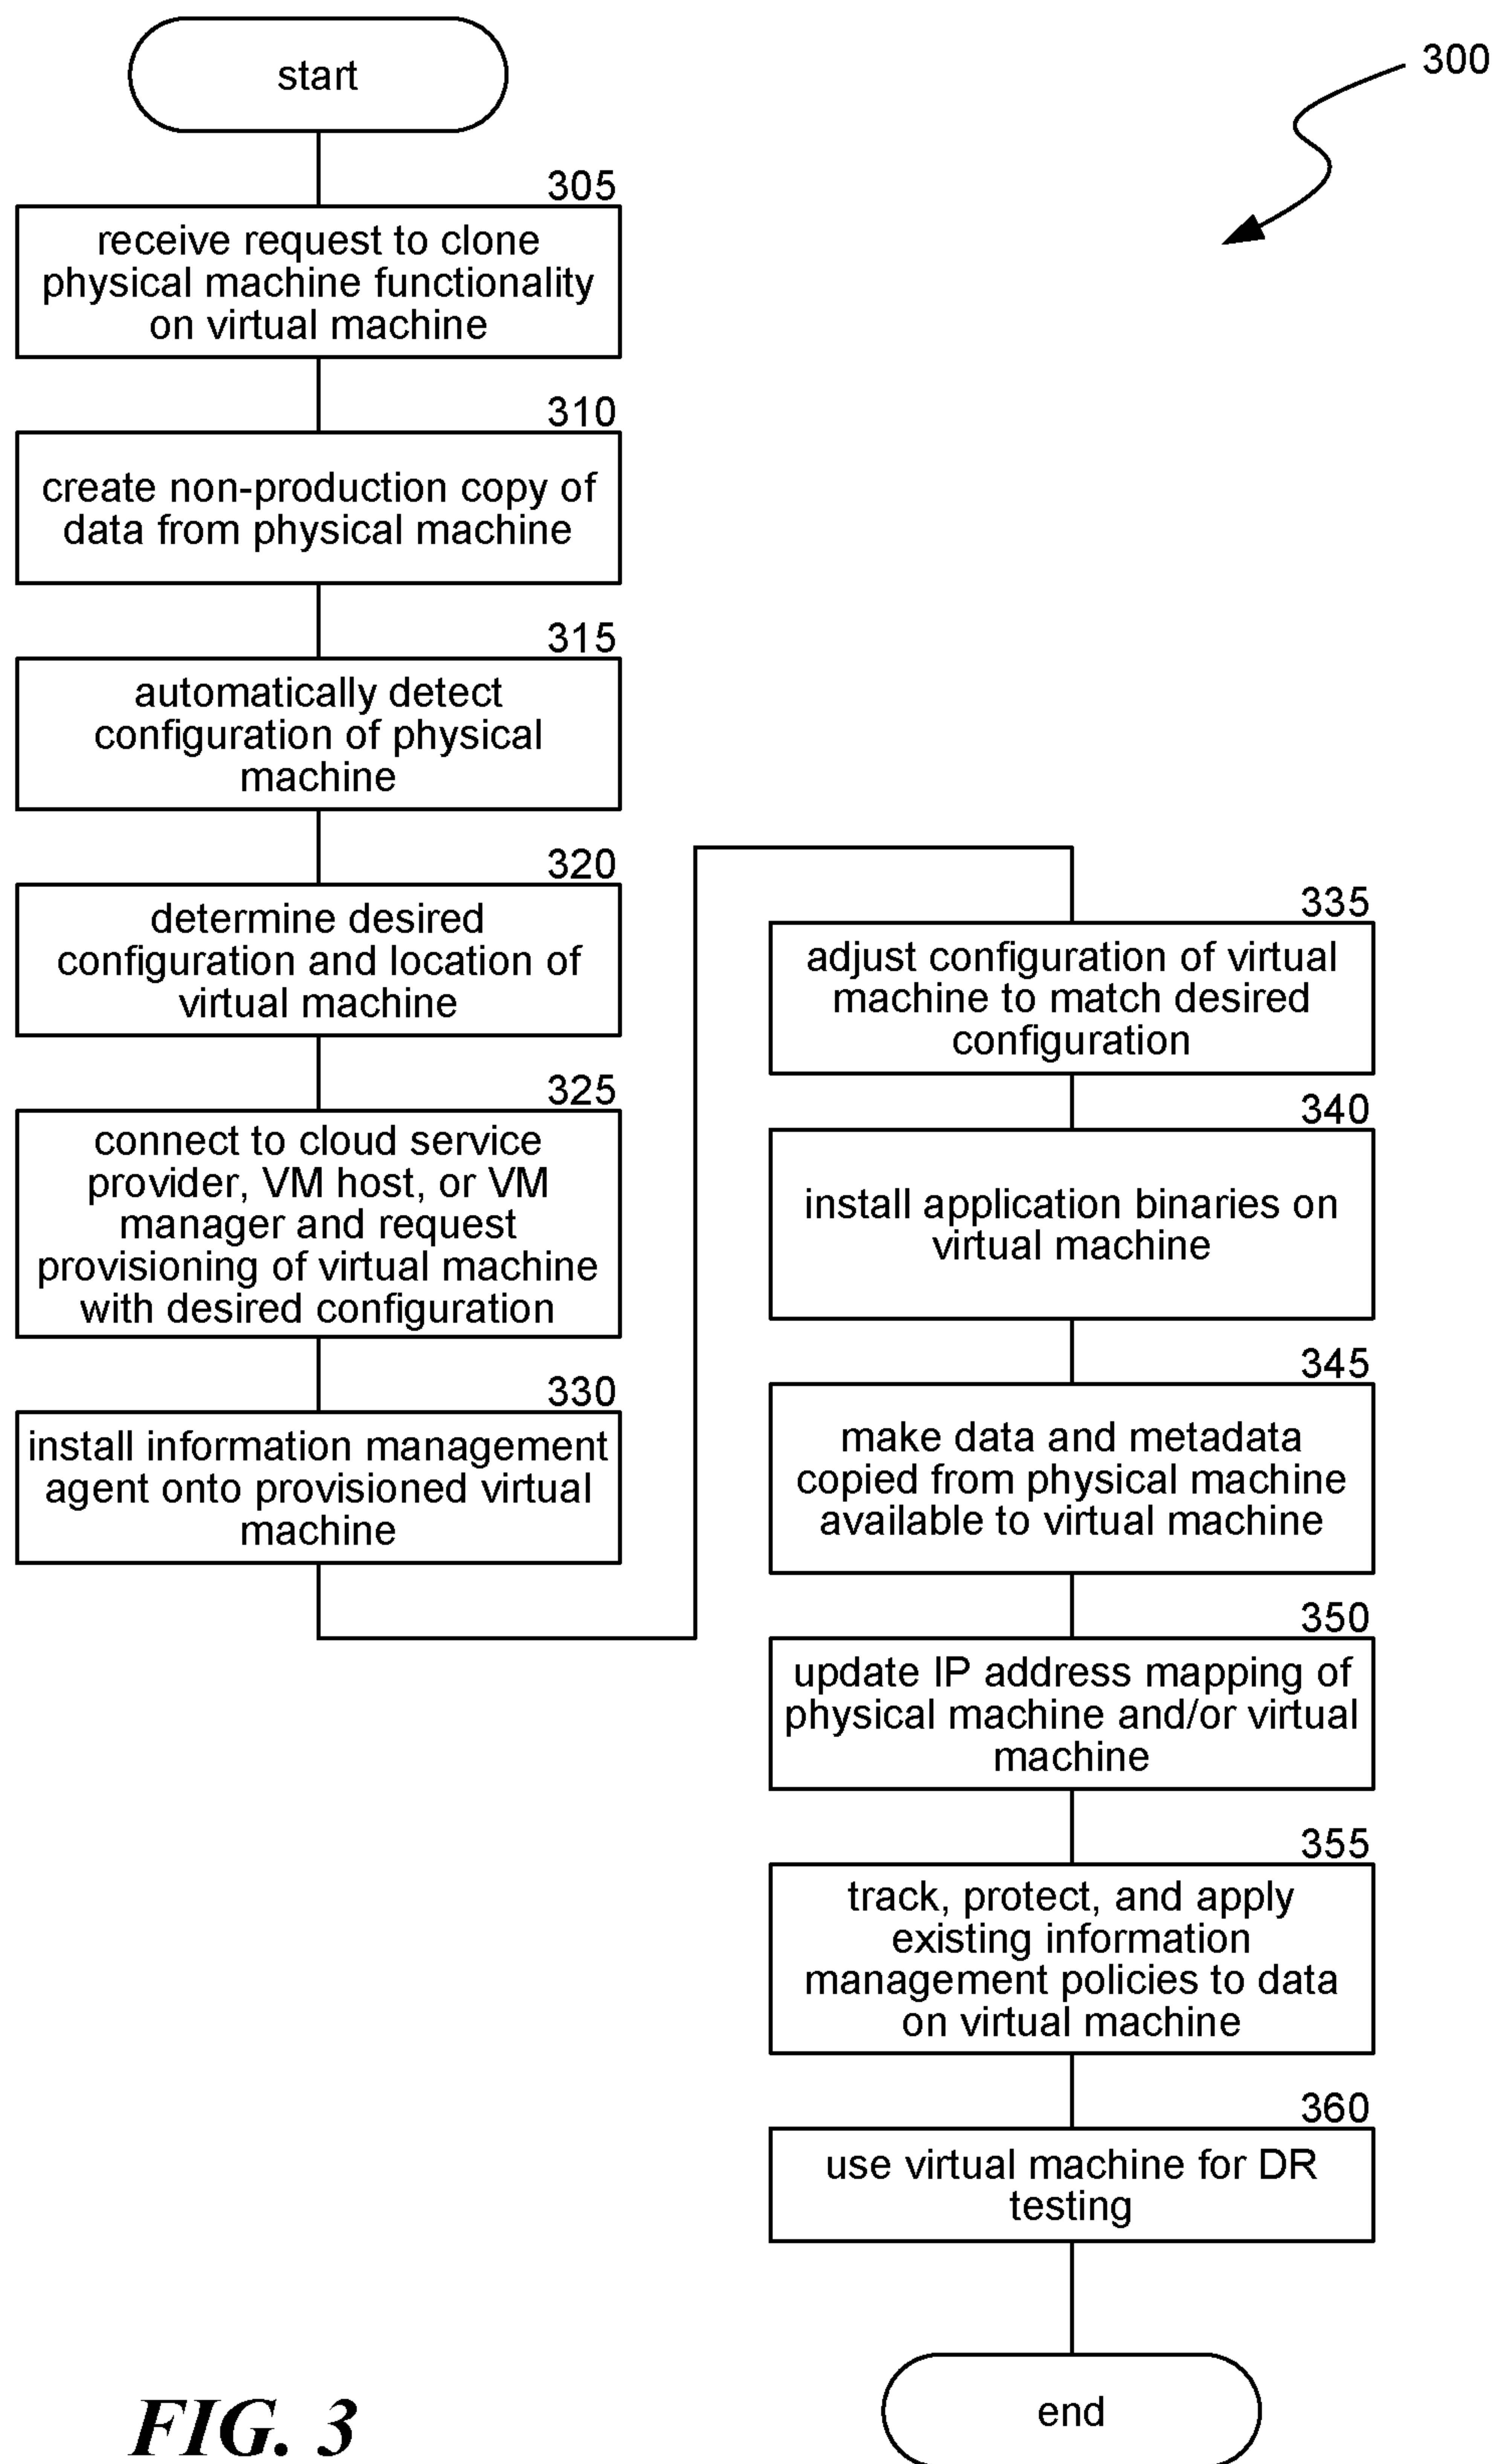 start
300
305
receive request to clone
physical machine functionality
on virtual machine
310
create non-production copy of
data from physical machine
315
automatically detect
configuration of physical
machine
320
determine desired
configuration and location of
virtual machine
325
connect to cloud service
provider, VM host, or VM
manager and request
provisioning of virtual machine
with desired configuration
330
install information management
agent onto provisioned virtual
machine
335
adjust configuration of virtual
machine to match desired
configuration
340
install application binaries on
virtual machine
345
make data and metadata
copied from physical machine
available to virtual machine
350
update IP address mapping of
physical machine and/or virtual
machine
355
track, protect, and apply
existing information
management policies to data
on virtual machine
360
use virtual machine for DR
testing
end
FIG. 3